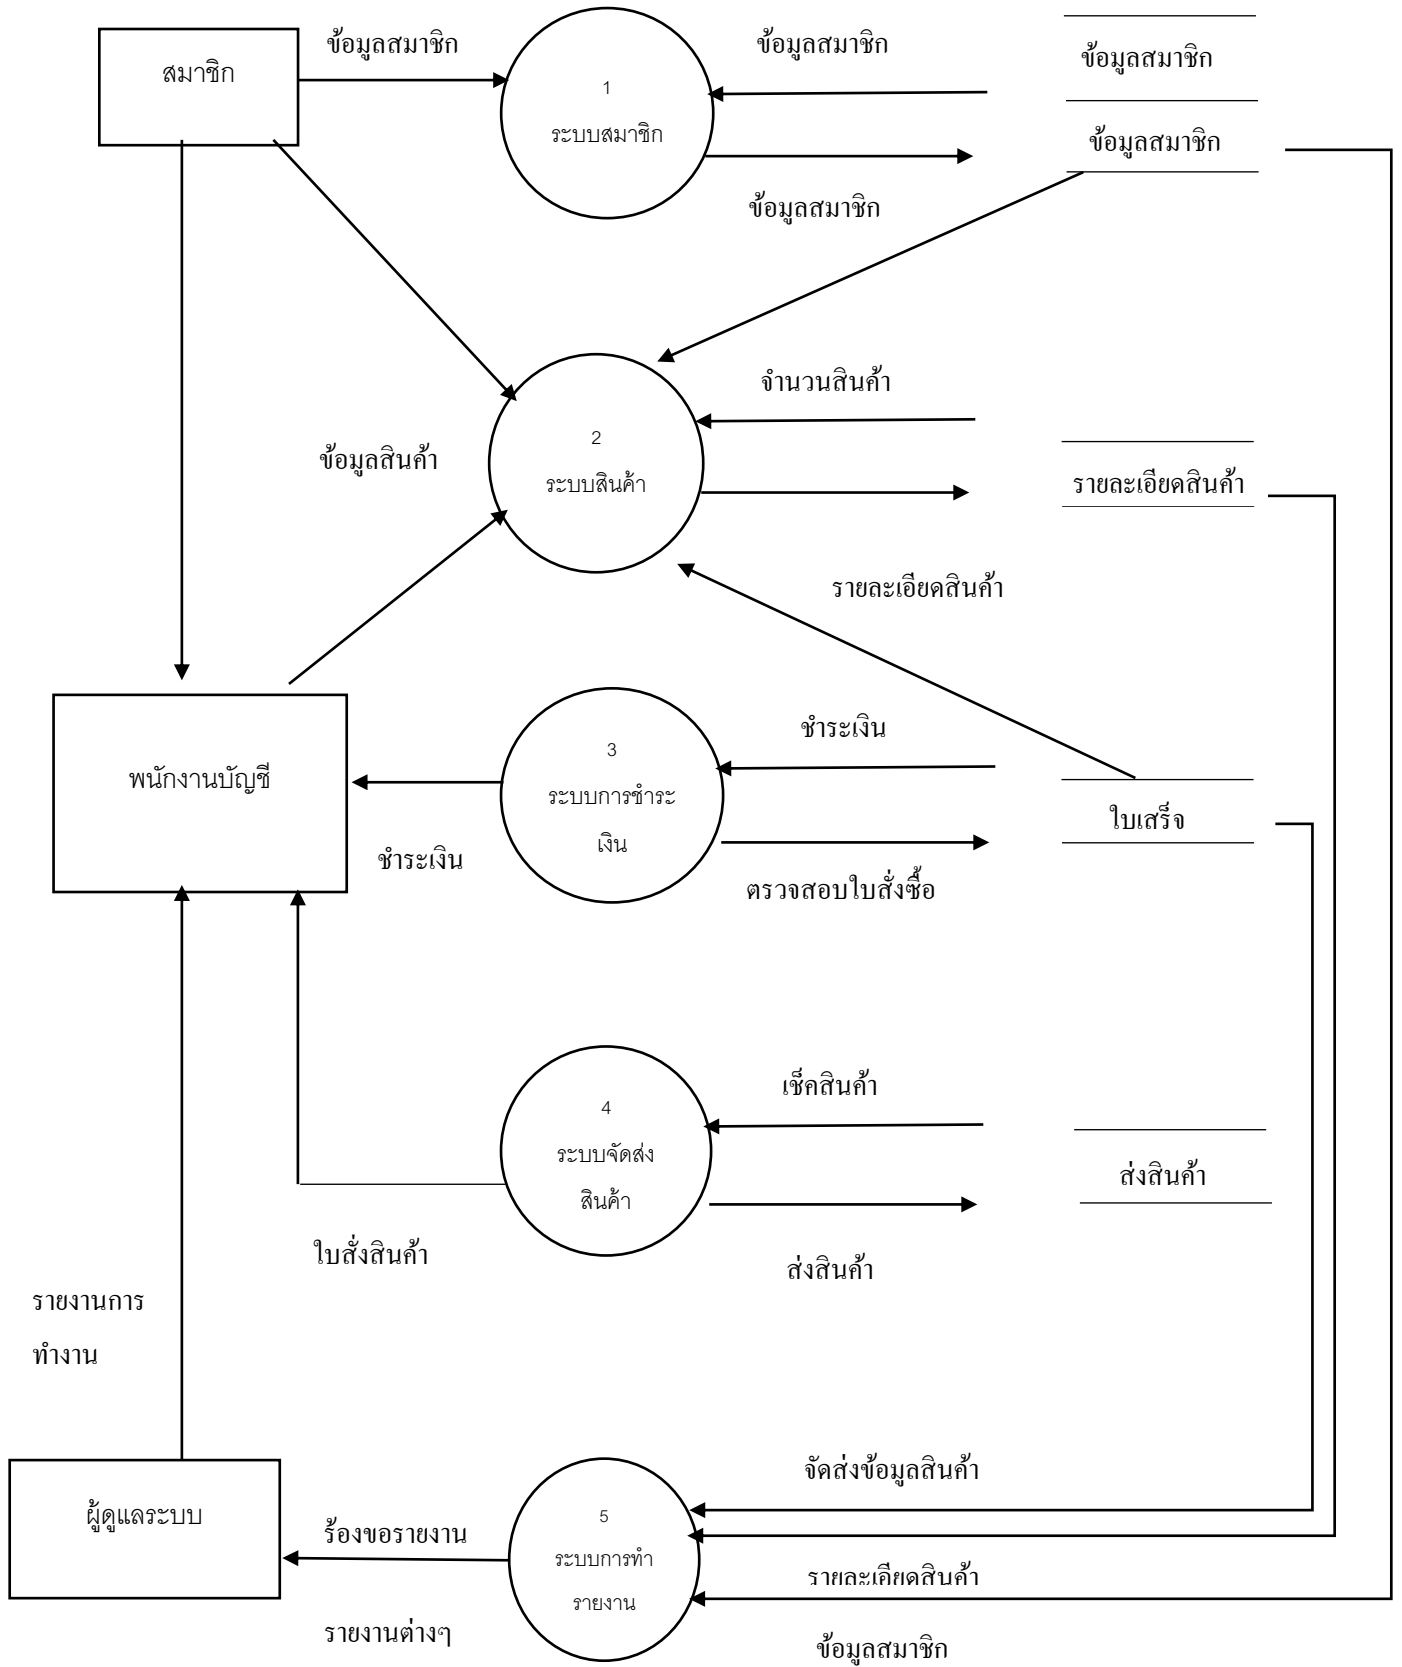 สมาชิก
ข้อมูลสมาชิก
1
ระบบสมาชิก
ข้อมูลสมาชิก
ข้อมูลสมาชิก
ข้อมูลสมาชิก
ข้อมูลสมาชิก
ข้อมูลสินค้า
2
ระบบสินค้า
จำนวนสินค้า
รายละเอียดสินค้า
รายละเอียดสินค้า
พนักงานบัญชี
ชำระเงิน
3
ระบบการชำระ
เงิน
ชำระเงิน
ตรวจสอบใบสั่งซื้อ
ใบเสร็จ
4
ระบบจัดส่ง
สินค้า
เช็คสินค้า
ส่งสินค้า
ส่งสินค้า
ใบสั่งสินค้า
รายงานการ
ทำงาน
ผู้ดูแลระบบ
ร้องขอรายงาน
รายงานต่างๆ
5
ระบบการทำ
รายงาน
จัดส่งข้อมูลสินค้า
รายละเอียดสินค้า
ข้อมูลสมาชิก